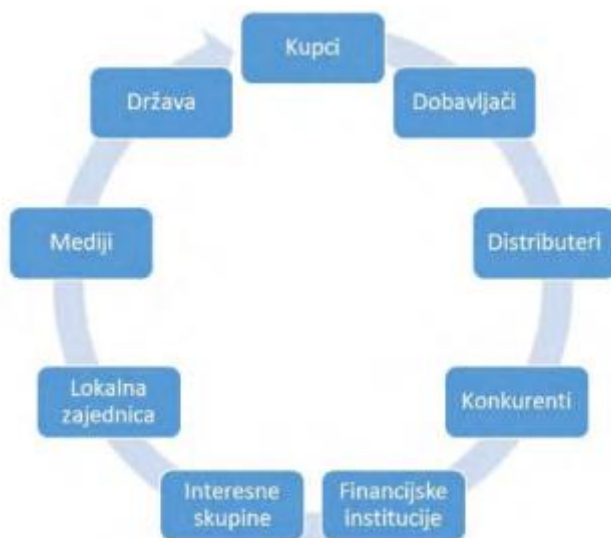 Kupci
Dobavljači
Distributeri
Konkurenti
Financijske
institucije
Interesne
skupine
Lokalna
zajednica
Mediji
Država